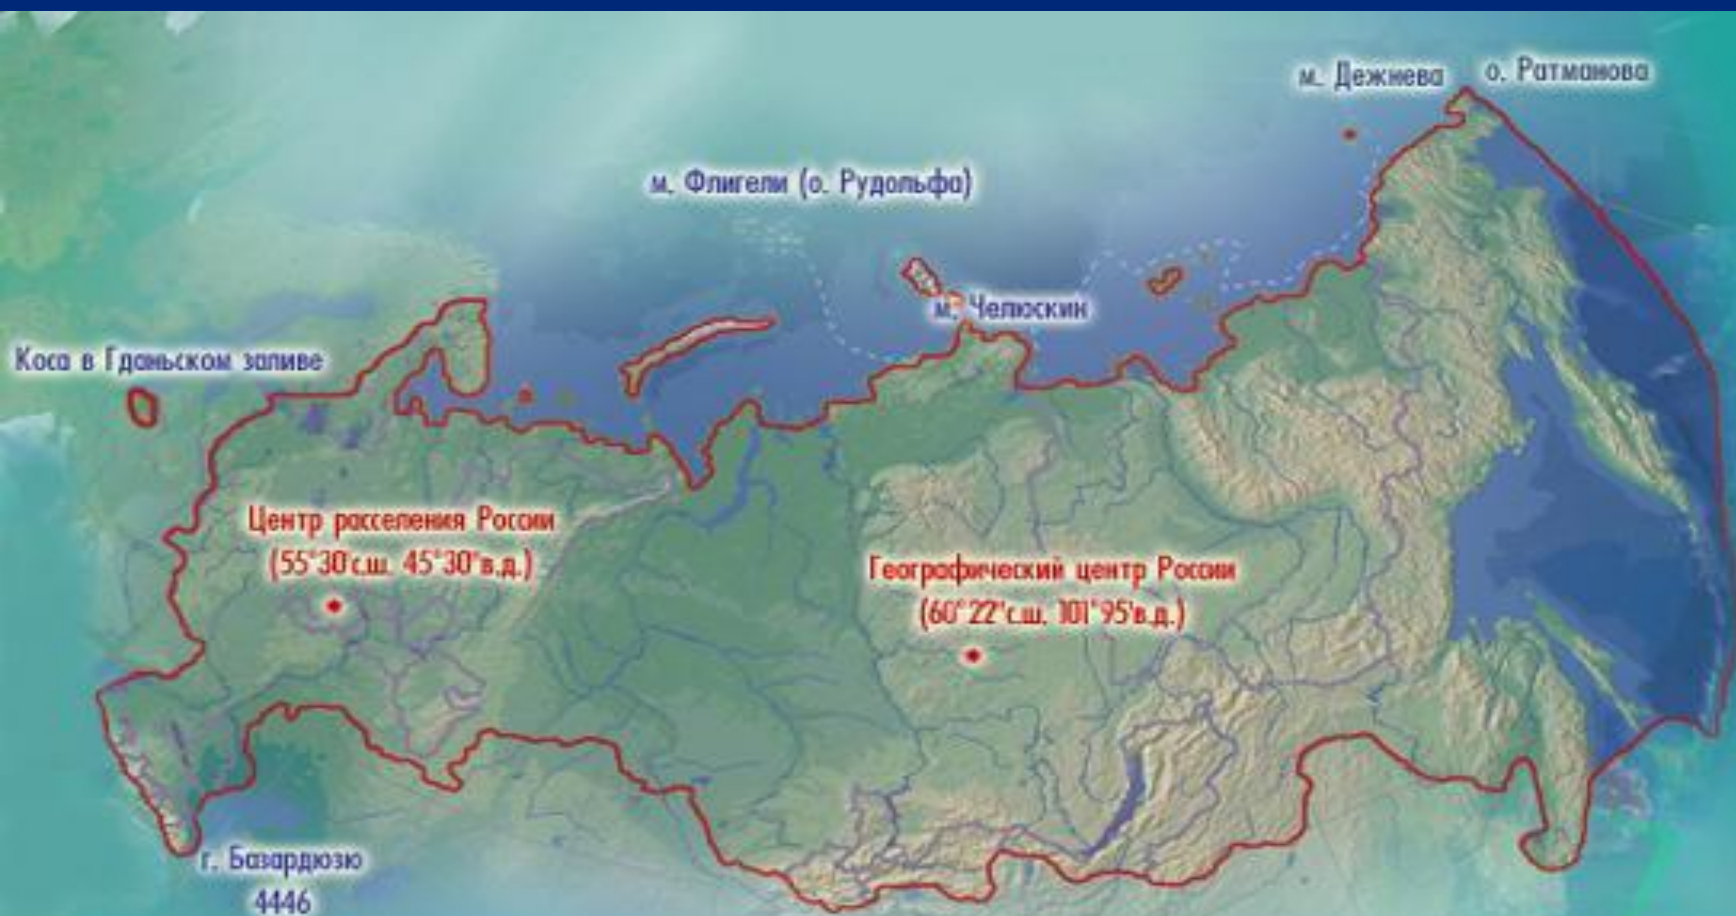 м. Дежнева
о. Ратманова
м. Флигели (о. Рудольфа)
м. Челюскин
Коса в Гданьском заливе
Центр расселения России
(55°30'с.ш. 45°30"в.д.)
Географический центр России
(60°22'с.ш. 101°95'в.д.)
г. Базардюзю
4446